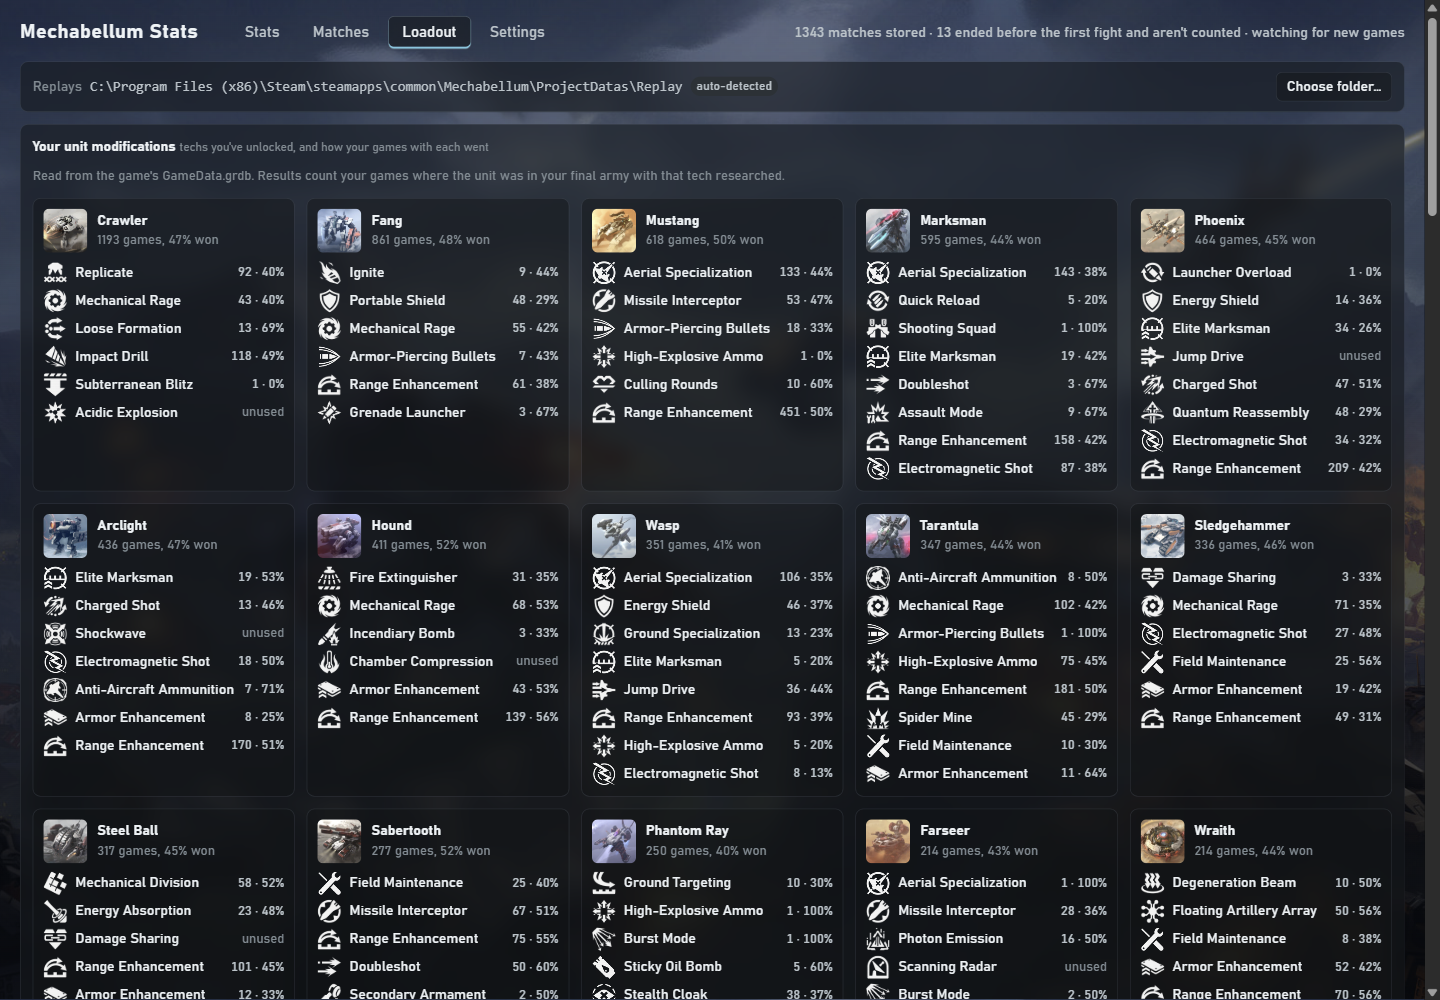 Mechabellum Stats
Stats Matches Loadout Settings
1343 matches stored · 13 ended before the first fight and aren't counted · watching for new games
Replays C:\Program Files (x86)\Steam\steamapps\common\Mechabellum\ProjectDatas\Replay auto-detected
Choose folder...
Your unit modifications techs you've unlocked, and how your games with each went
Read from the game's GameData.grdb. Results count your games where the unit was in your final army with that tech researched.
Crawler
1193 games, 47% won
Replicate 92 · 40%
Mechanical Rage 43 · 40%
Loose Formation 13 · 69%
Impact Drill 118 · 49%
Subterranean Blitz 1 · 0%
Acidic Explosion unused
Fang
861 games, 48% won
Ignite 9 · 44%
Portable Shield 48 · 29%
Mechanical Rage 55 · 42%
Armor-Piercing Bullets 7 · 43%
Range Enhancement 61 · 38%
Grenade Launcher 3 · 67%
Mustang
618 games, 50% won
Aerial Specialization 133 · 44%
Missile Interceptor 53 · 47%
Armor-Piercing Bullets 18 · 33%
High-Explosive Ammo 1 · 0%
Culling Rounds 10 · 60%
Range Enhancement 451 · 50%
Marksman
595 games, 44% won
Aerial Specialization 143 · 38%
Quick Reload 5 · 20%
Shooting Squad 1 · 100%
Elite Marksman 19 · 42%
Doubleshot 3 · 67%
Assault Mode 9 · 67%
Range Enhancement 158 · 42%
Electromagnetic Shot 87 · 38%
Phoenix
464 games, 45% won
Launcher Overload 1 · 0%
Energy Shield 14 · 36%
Elite Marksman 34 · 26%
Jump Drive unused
Charged Shot 47 · 51%
Quantum Reassembly 48 · 29%
Electromagnetic Shot 34 · 32%
Range Enhancement 209 · 42%
Arclight
436 games, 47% won
Elite Marksman 19 · 53%
Charged Shot 13 · 46%
Shockwave unused
Electromagnetic Shot 18 · 50%
Anti-Aircraft Ammunition 7 · 71%
Armor Enhancement 8 · 25%
Range Enhancement 170 · 51%
Hound
411 games, 52% won
Fire Extinguisher 31 · 35%
Mechanical Rage 68 · 53%
Incendiary Bomb 3 · 33%
Chamber Compression unused
Armor Enhancement 43 · 53%
Range Enhancement 139 · 56%
Wasp
351 games, 41% won
Aerial Specialization 106 · 35%
Energy Shield 46 · 37%
Ground Specialization 13 · 23%
Elite Marksman 5 · 20%
Jump Drive 36 · 44%
Range Enhancement 93 · 39%
High-Explosive Ammo 5 · 20%
Electromagnetic Shot 8 · 13%
Tarantula
347 games, 44% won
Anti-Aircraft Ammunition 8 · 50%
Mechanical Rage 102 · 42%
Armor-Piercing Bullets 1 · 100%
High-Explosive Ammo 75 · 45%
Range Enhancement 181 · 50%
Spider Mine 45 · 29%
Field Maintenance 10 · 30%
Armor Enhancement 11 · 64%
Sledgehammer
336 games, 46% won
Damage Sharing 3 · 33%
Mechanical Rage 71 · 35%
Electromagnetic Shot 27 · 48%
Field Maintenance 25 · 56%
Armor Enhancement 19 · 42%
Range Enhancement 49 · 31%
Steel Ball
317 games, 45% won
Mechanical Division 58 · 52%
Energy Absorption 23 · 48%
Damage Sharing unused
Range Enhancement 101 · 45%
Armor Enhancement 12 · 33%
Sabertooth
277 games, 52% won
Field Maintenance 25 · 40%
Missile Interceptor 67 · 51%
Range Enhancement 75 · 55%
Doubleshot 50 · 60%
Secondary Armament 2 · 50%
Phantom Ray
250 games, 40% won
Ground Targeting 10 · 30%
High-Explosive Ammo 1 · 100%
Burst Mode 1 · 100%
Sticky Oil Bomb 5 · 60%
Stealth Cloak 38 · 37%
Farseer
214 games, 43% won
Aerial Specialization 1 · 100%
Missile Interceptor 28 · 36%
Photon Emission 16 · 50%
Scanning Radar unused
Burst Mode 2 · 50%
Wraith
214 games, 44% won
Degeneration Beam 10 · 50%
Floating Artillery Array 50 · 56%
Field Maintenance 8 · 38%
Armor Enhancement 52 · 42%
Range Enhancement 70 · 56%